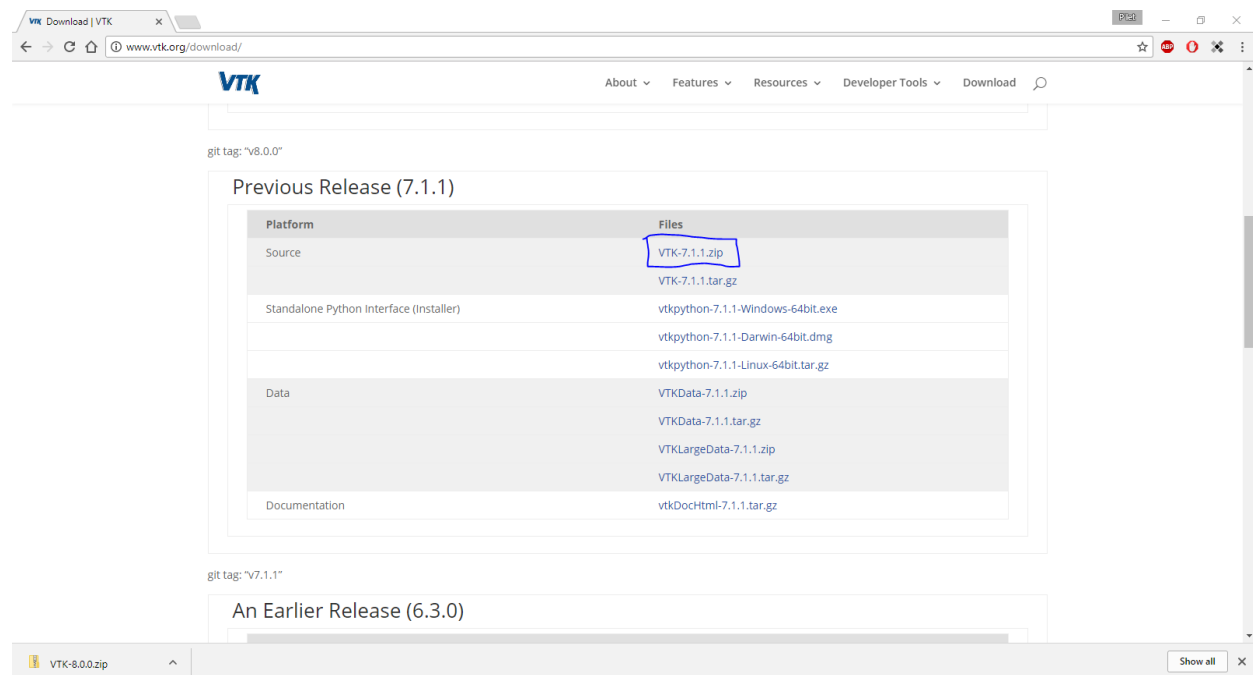 VTK Download | VTK
www.vtk.org/download/
ABP
VTK About Features Resources Developer Tools Download
git tag: “v8.0.0”
Previous Release (7.1.1)
Platform Files
Source VTK-7.1.1.zip
VTK-7.1.1.tar.gz
Standalone Python Interface (Installer) vtkpython-7.1.1-Windows-64bit.exe
vtkpython-7.1.1-Darwin-64bit.dmg
vtkpython-7.1.1-Linux-64bit.tar.gz
Data VTKData-7.1.1.zip
VTKData-7.1.1.tar.gz
VTKLargeData-7.1.1.zip
VTKLargeData-7.1.1.tar.gz
Documentation vtkDocHtml-7.1.1.tar.gz
git tag: “v7.1.1”
An Earlier Release (6.3.0)
VTK-8.0.0.zip Show all